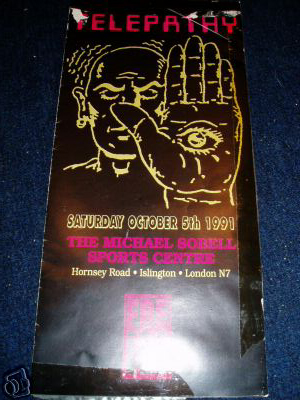 TELEPATHY
SATURDAY OCTOBER 5th 1991
THE MICHAEL SOBELL
SPORTS CENTRE
Hornsey Road • Islington • London N7